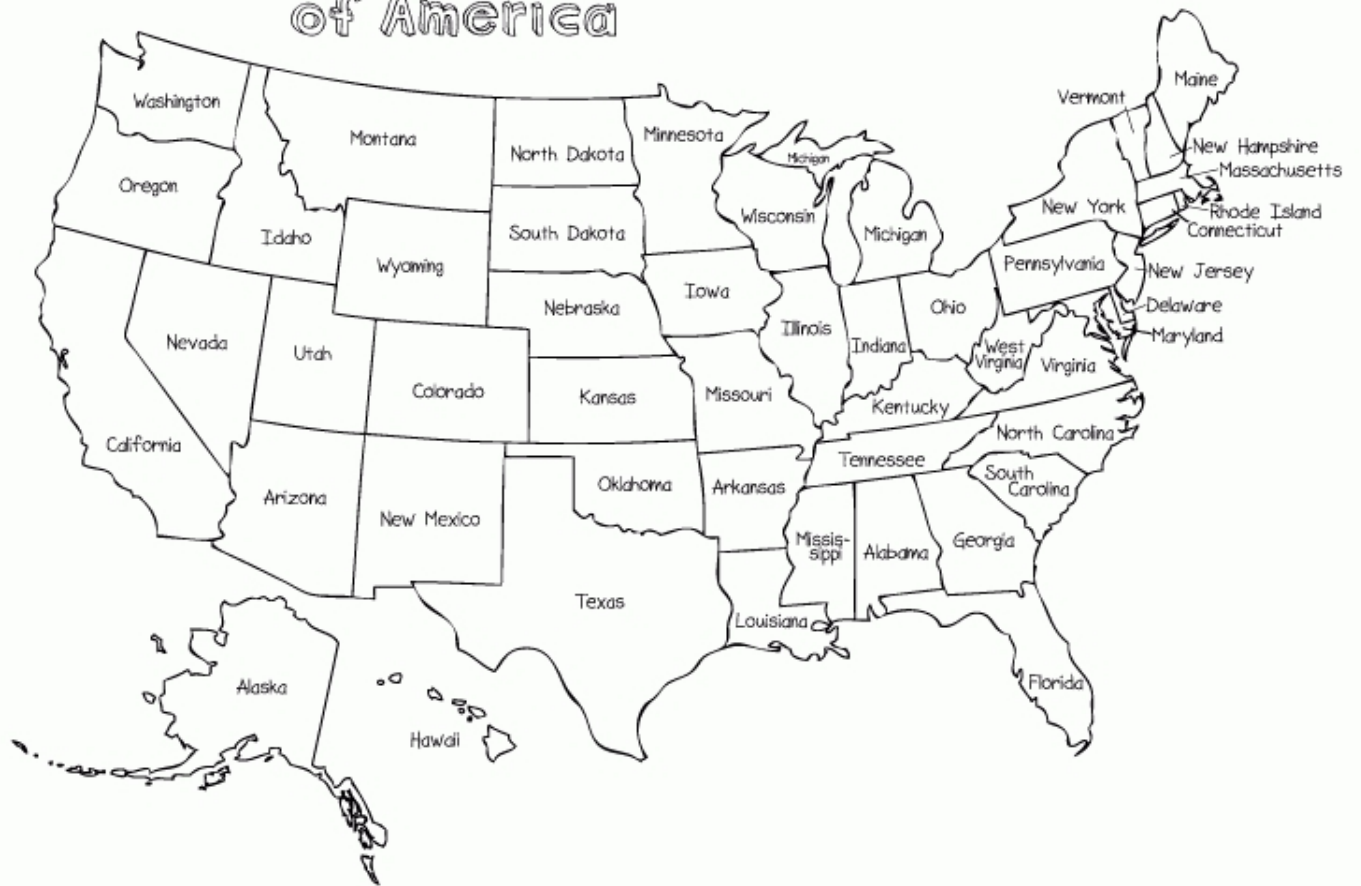 of America
Maine
Vermont
Washington
Montana
Minnesota
North Dakota
New Hampshire
Michigan
Massachusetts
Oregon
New York
Rhode Island
Wisconsin
Connecticut
South Dakota
Michigan
Idaho
Wyoming
Pennsylvania
New Jersey
Iowa
Nebraska
Ohio
Delaware
Illinois
Maryland
Nevada
Indiana
West
Virginia
Utah
Virginia
Colorado
Kansas
Missouri
Kentucky
California
North Carolina
Tennessee
South
Carolina
Oklahoma
Arkansas
Arizona
New Mexico
Missis-
sippi
Alabama
Georgia
Texas
Louisiana
Florida
Alaska
Hawaii